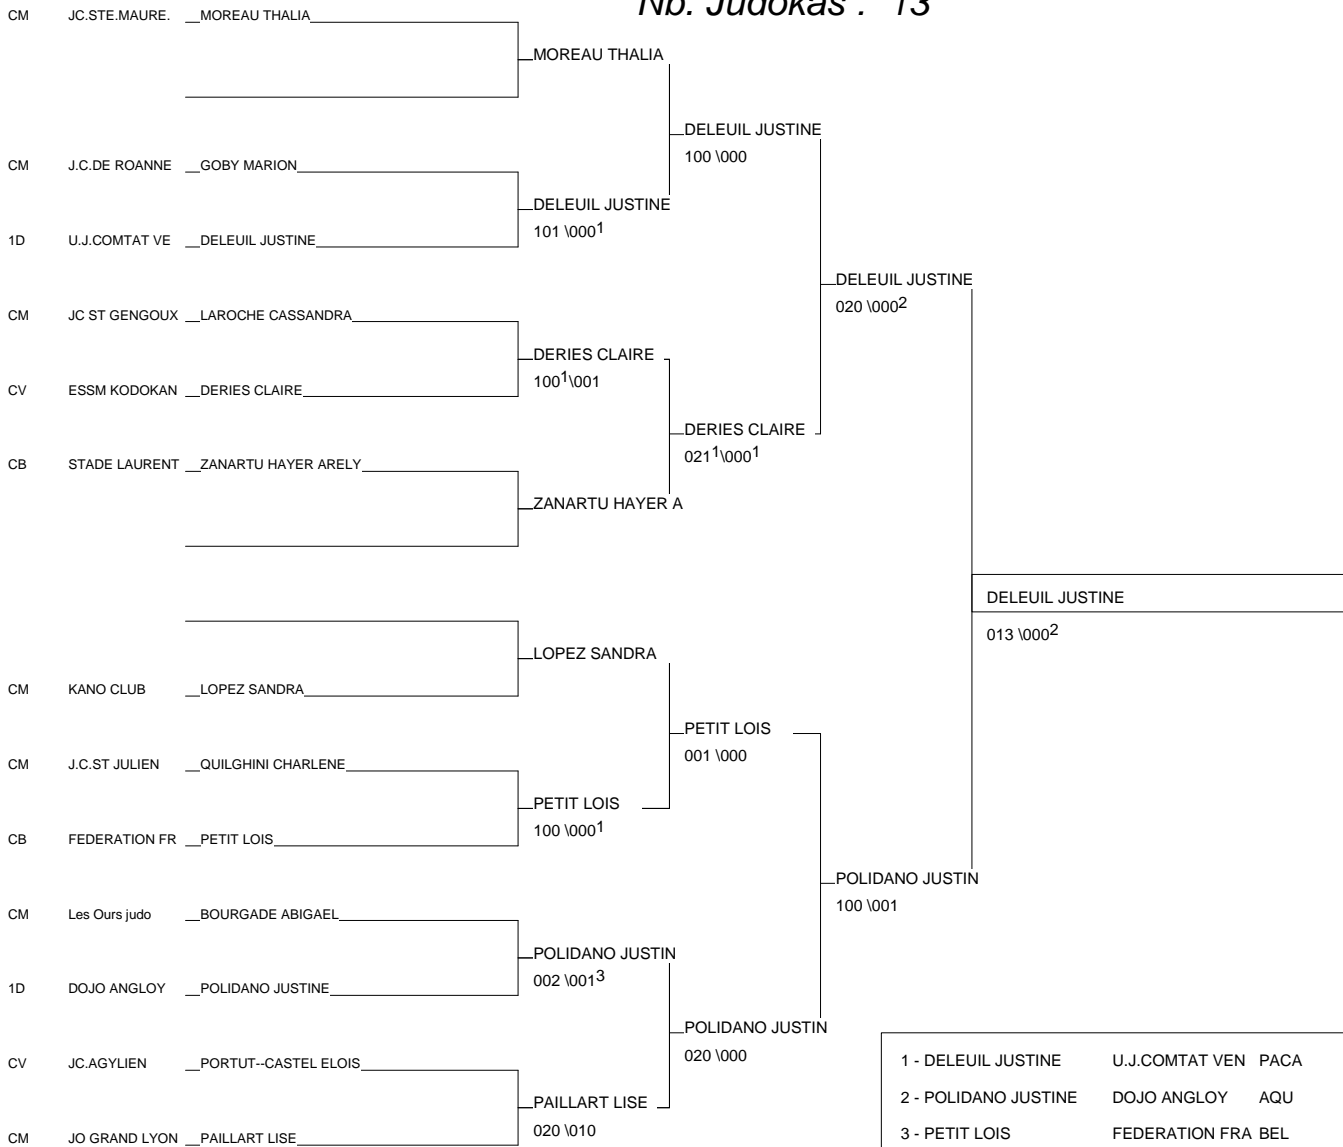 Nb. Judokas : 13
CM JC.STE.MAURE. MOREAU THALIA
MOREAU THALIA
DELEUIL JUSTINE
100 \000
CM J.C.DE ROANNE GOBY MARION
DELEUIL JUSTINE
101 \0001
1D U.J.COMTAT VE DELEUIL JUSTINE
DELEUIL JUSTINE
020 \0002
CM JC ST GENGOUX LAROCHE CASSANDRA
DERIES CLAIRE
1001\001
CV ESSM KODOKAN DERIES CLAIRE
DERIES CLAIRE
0211\0001
CB STADE LAURENT ZANARTU HAYER ARELY
ZANARTU HAYER A
DELEUIL JUSTINE
013 \0002
LOPEZ SANDRA
CM KANO CLUB LOPEZ SANDRA
PETIT LOIS
001 \000
CM J.C.ST JULIEN QUILGHINI CHARLENE
PETIT LOIS
100 \0001
CB FEDERATION FR PETIT LOIS
POLIDANO JUSTIN
100 \001
CM Les Ours judo BOURGADE ABIGAEL
POLIDANO JUSTIN
002 \0013
1D DOJO ANGLOY POLIDANO JUSTINE
POLIDANO JUSTIN
020 \000
CV JC.AGYLIEN PORTUT--CASTEL ELOIS
PAILLART LISE
020 \010
CM JO GRAND LYON PAILLART LISE
1 - DELEUIL JUSTINE U.J.COMTAT VEN PACA
2 - POLIDANO JUSTINE DOJO ANGLOY AQU
3 - PETIT LOIS FEDERATION FRA BEL